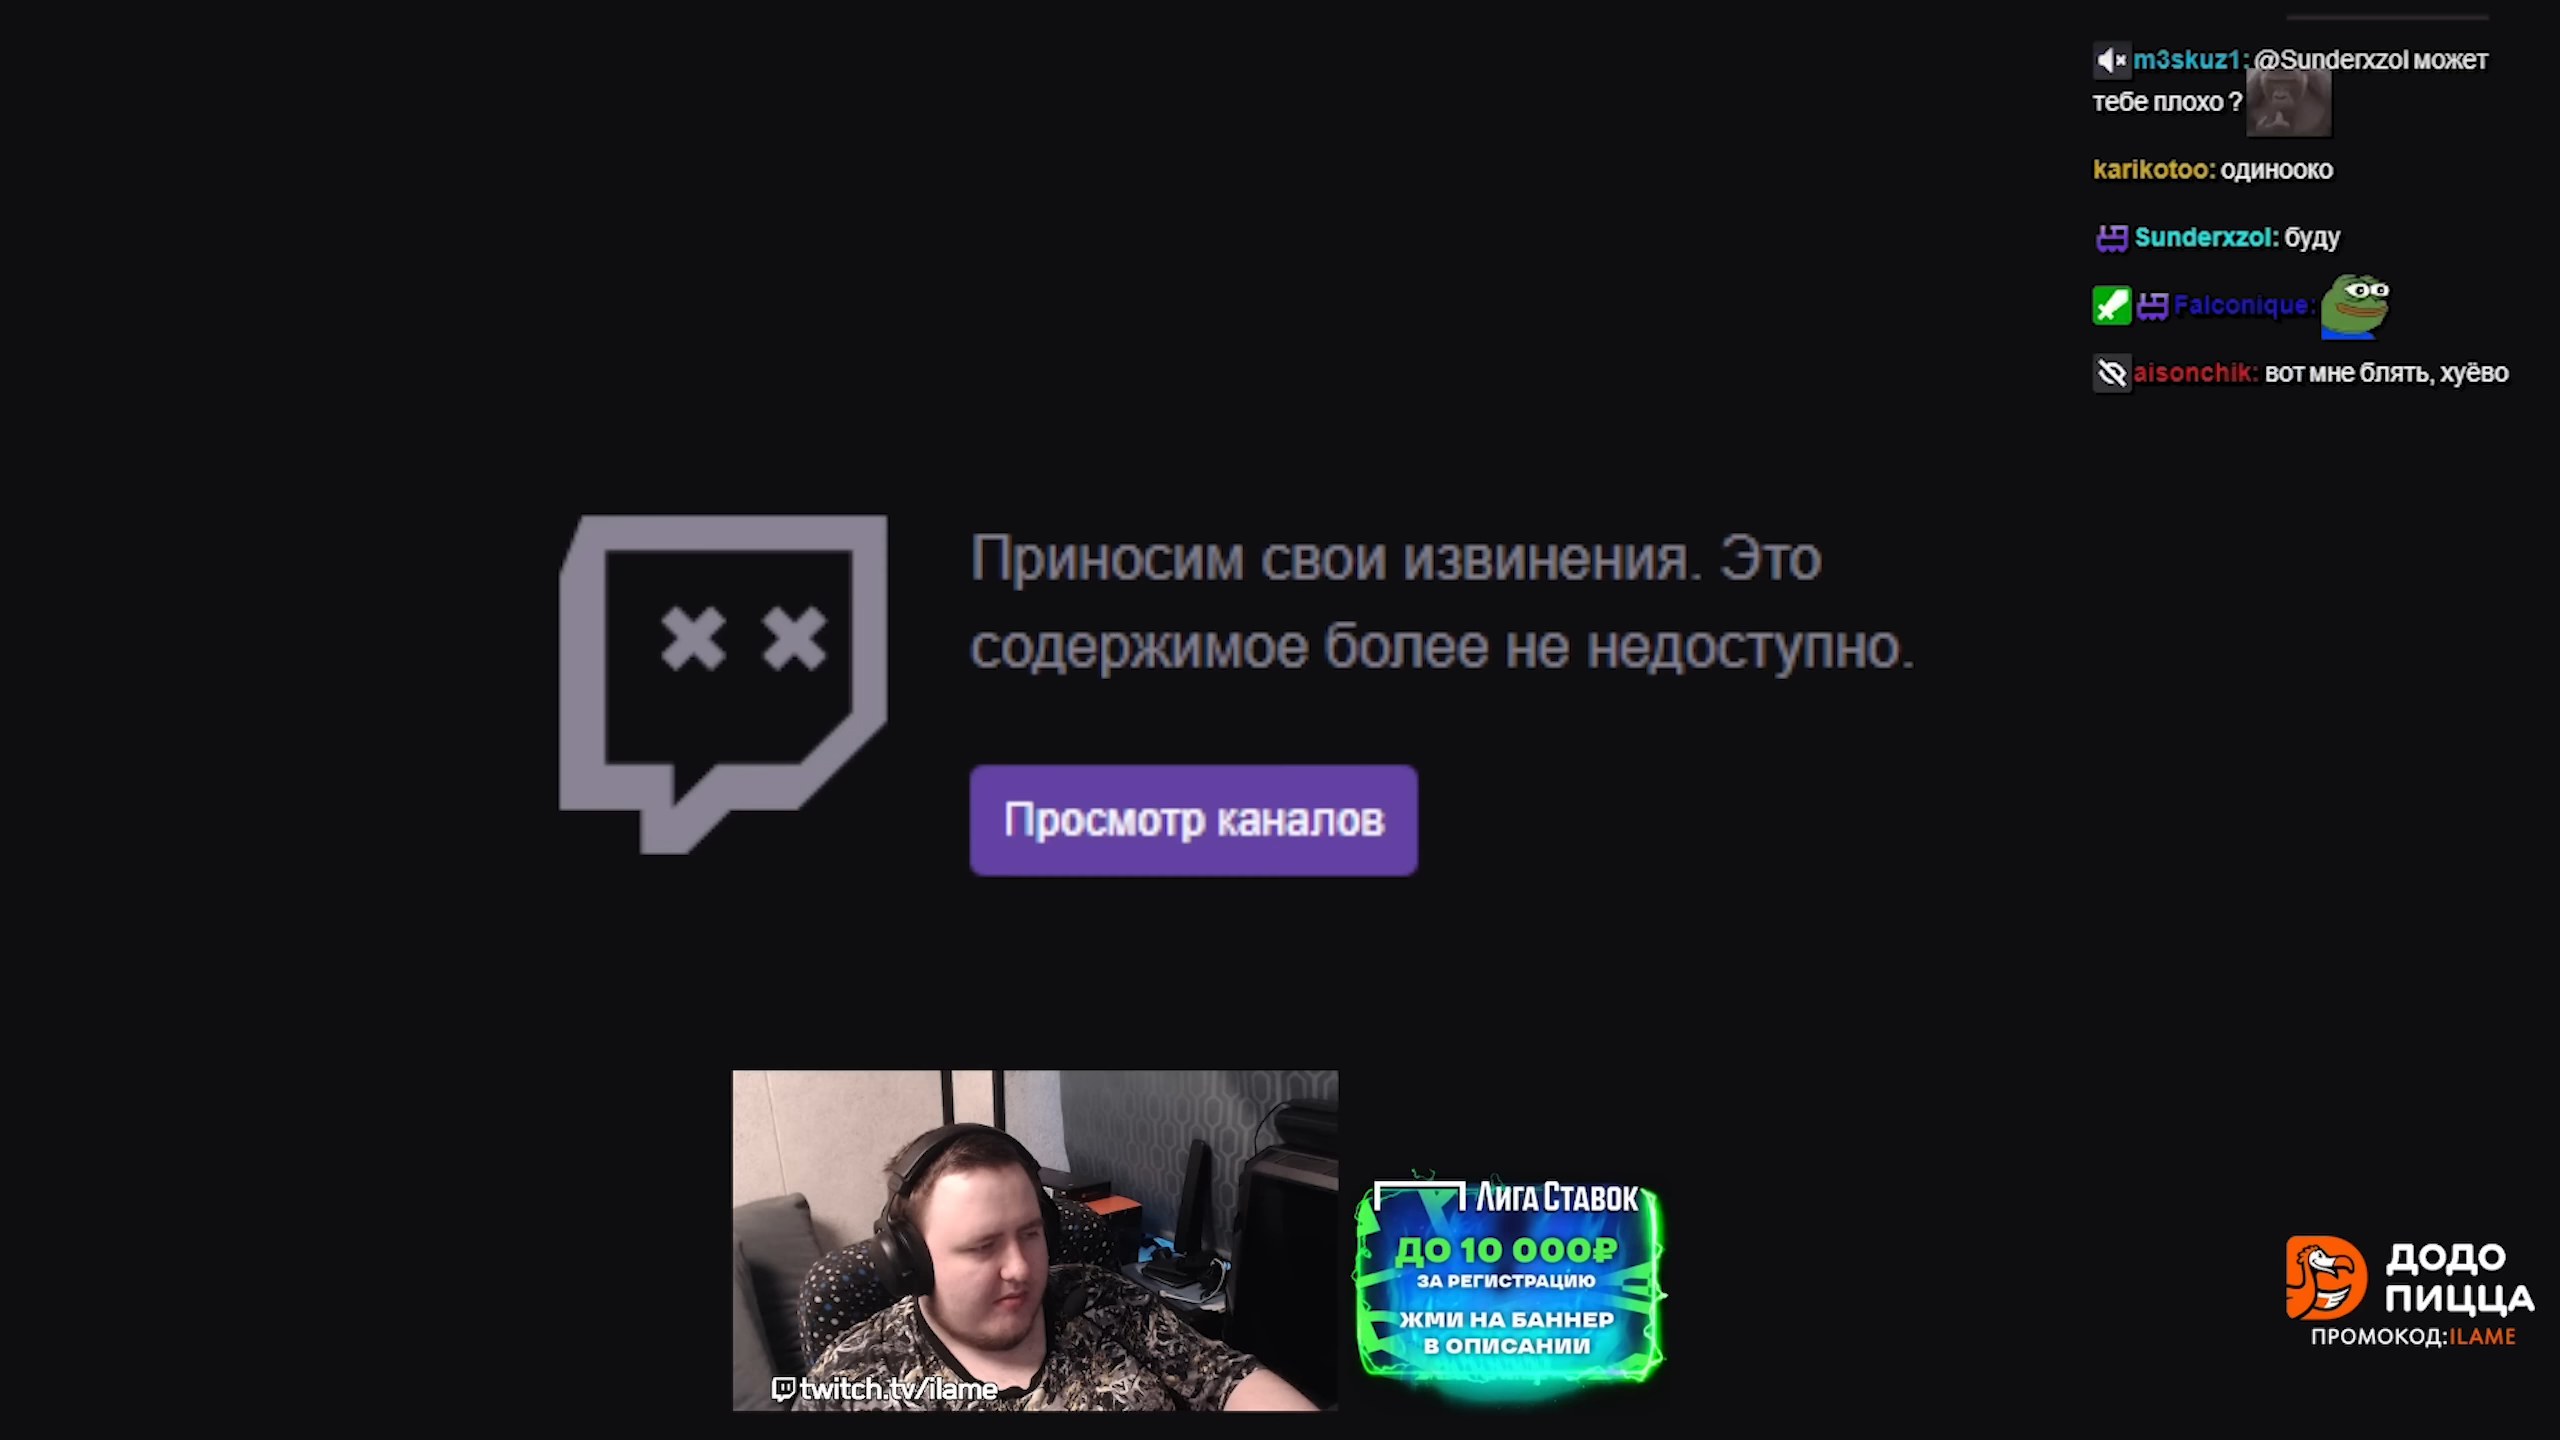 m3skuz1: @Sunderxzol может
тебе плохо ?
karikotoo: одинооко
Sunderxzol: буду
Falconique:
aisonchik: вот мне блять, хуёво
Приносим свои извинения. Это
содержимое более не недоступно.
Просмотр каналов
twitch.tv/ilame
ЛИГА СТАВОК
ДО 10 000₽
ЗА РЕГИСТРАЦИЮ
ЖМИ НА БАННЕР
В ОПИСАНИИ
ДОДО
ПИЦЦА
ПРОМОКОД:ILAME